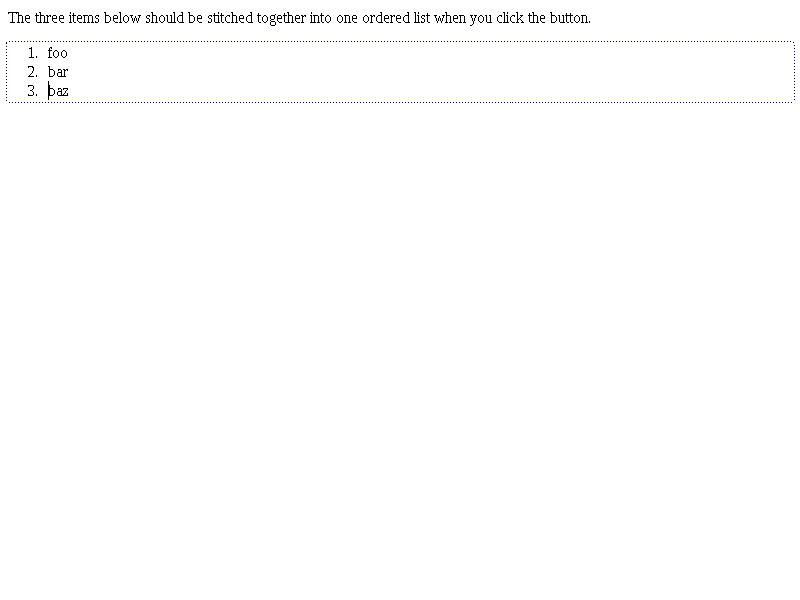 The three items below should be stitched together into one ordered list when you click the button.
1. foo
2. bar
3. baz